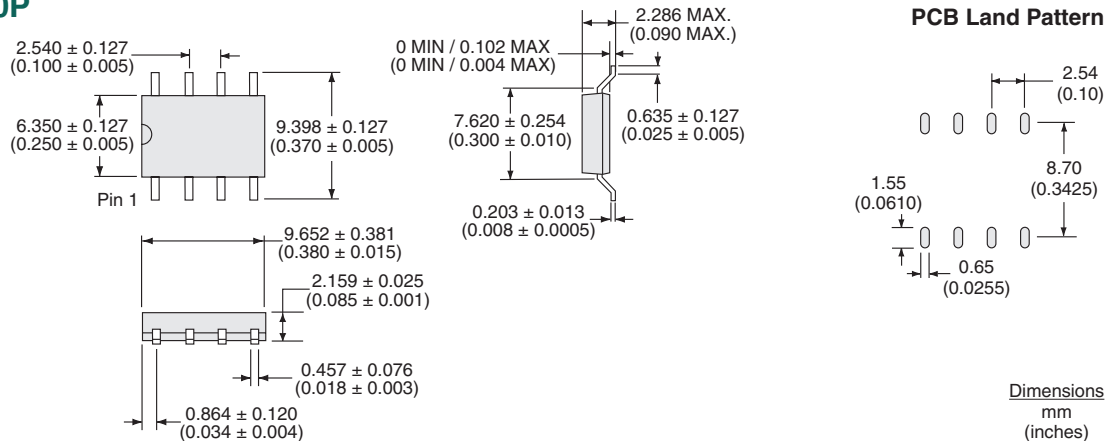 PCB Land Pattern
2.540 ± 0.127
(0.100 ± 0.005)
6.350 ± 0.127
(0.250 ± 0.005)
9.398 ± 0.127
(0.370 ± 0.005)
Pin 1
9.652 ± 0.381
(0.380 ± 0.015)
2.159 ± 0.025
(0.085 ± 0.001)
0.457 ± 0.076
(0.018 ± 0.003)
0.864 ± 0.120
(0.034 ± 0.004)
2.286 MAX.
(0.090 MAX.)
0 MIN / 0.102 MAX
(0 MIN / 0.004 MAX)
7.620 ± 0.254
(0.300 ± 0.010)
0.635 ± 0.127
(0.025 ± 0.005)
0.203 ± 0.013
(0.008 ± 0.0005)
2.54
(0.10)
8.70
(0.3425)
1.55
(0.0610)
0.65
(0.0255)
Dimensions
mm
(inches)